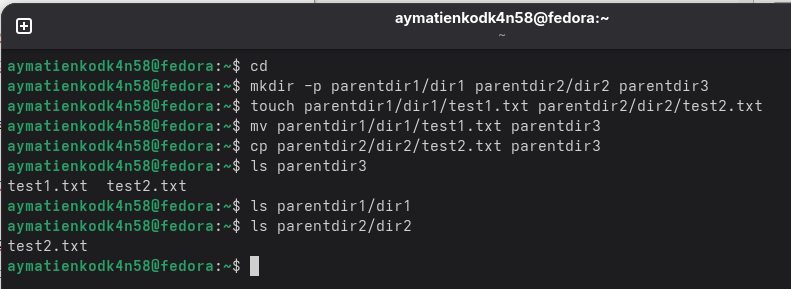 aymatienkodk4n58@fedora:~
~
aymatienkodk4n58@fedora:~$ cd
aymatienkodk4n58@fedora:~$ mkdir -p parentdir1/dir1 parentdir2/dir2 parentdir3
aymatienkodk4n58@fedora:~$ touch parentdir1/dir1/test1.txt parentdir2/dir2/test2.txt
aymatienkodk4n58@fedora:~$ mv parentdir1/dir1/test1.txt parentdir3
aymatienkodk4n58@fedora:~$ cp parentdir2/dir2/test2.txt parentdir3
aymatienkodk4n58@fedora:~$ ls parentdir3
test1.txt  test2.txt
aymatienkodk4n58@fedora:~$ ls parentdir1/dir1
aymatienkodk4n58@fedora:~$ ls parentdir2/dir2
test2.txt
aymatienkodk4n58@fedora:~$